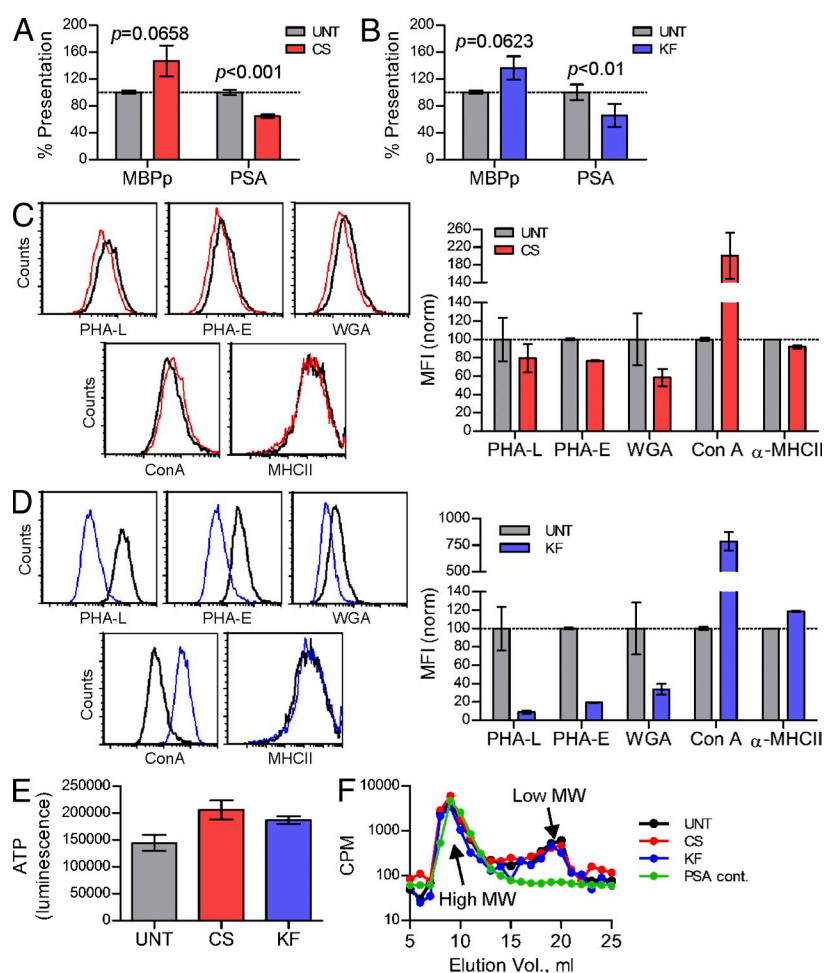 A
% Presentation
200
160
120
80
40
0
p=0.0658
p<0.001
UNT
CS
MBPp
PSA
B
% Presentation
200
160
120
80
40
0
p=0.0623
p<0.01
UNT
KF
MBPp
PSA
C
Counts
PHA-L
PHA-E
WGA
Counts
ConA
MHCII
MFI (norm)
260
220
180
140
100
80
60
40
20
0
UNT
CS
PHA-L
PHA-E
WGA
Con A
α-MHCII
D
Counts
PHA-L
PHA-E
WGA
Counts
ConA
MHCII
MFI (norm)
1000
750
500
250
140
120
100
80
60
40
20
0
UNT
KF
PHA-L
PHA-E
WGA
Con A
α-MHCII
E
ATP
(luminescence)
250000
200000
150000
100000
50000
0
UNT
CS
KF
F
CPM
10000
1000
100
10
High MW
Low MW
UNT
CS
KF
PSA cont.
5
10
15
20
25
Elution Vol., ml